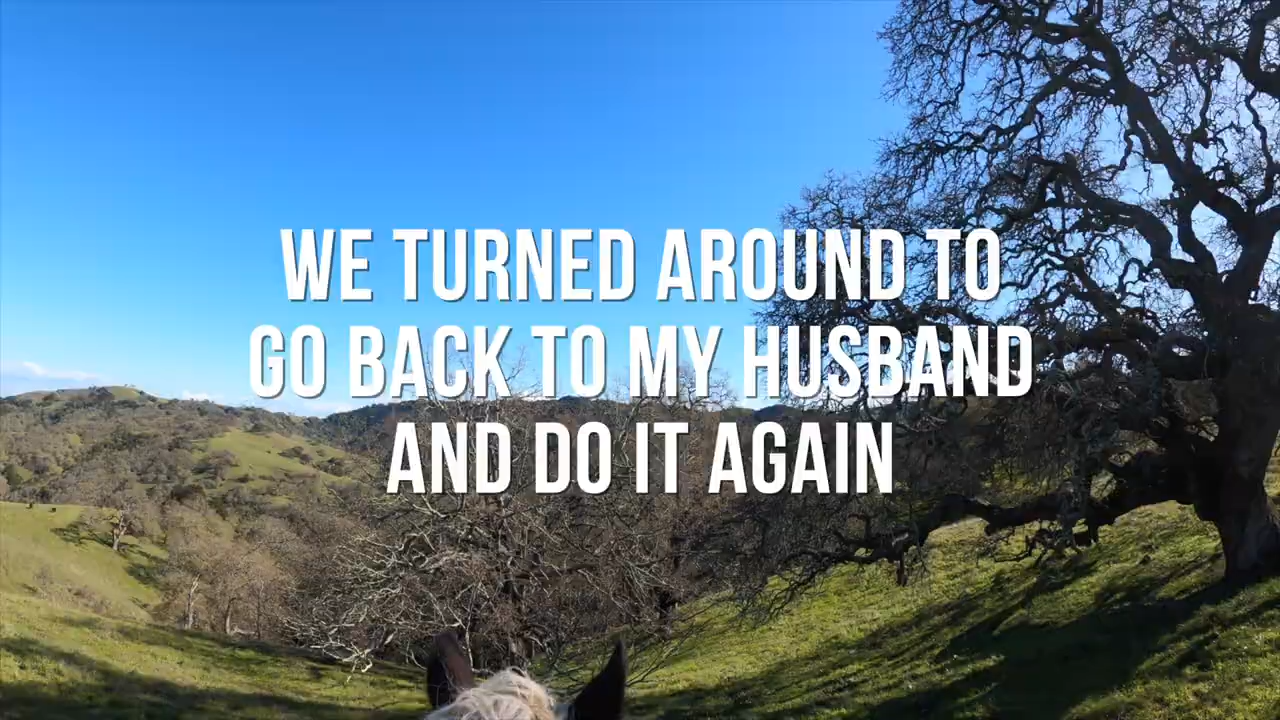 WE TURNED AROUND TO
GO BACK TO MY HUSBAND
AND DO IT AGAIN